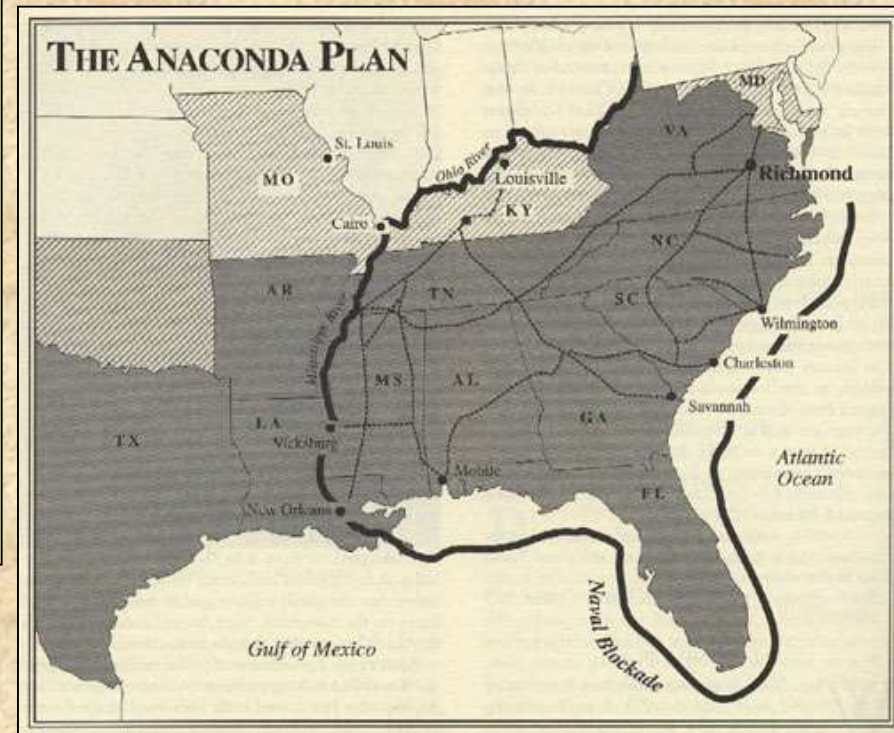 THE ANACONDA PLAN
MD
VA
St. Louis
Ohio River
Richmond
Louisville
MO
KY
Cairo
NC
AR
TN
SC
Mississippi River
Wilmington
Charleston
MS
AL
Savannah
GA
LA
Vicksburg
TX
Atlantic
Ocean
Mobile
FL
New Orleans
Naval Blockade
Gulf of Mexico